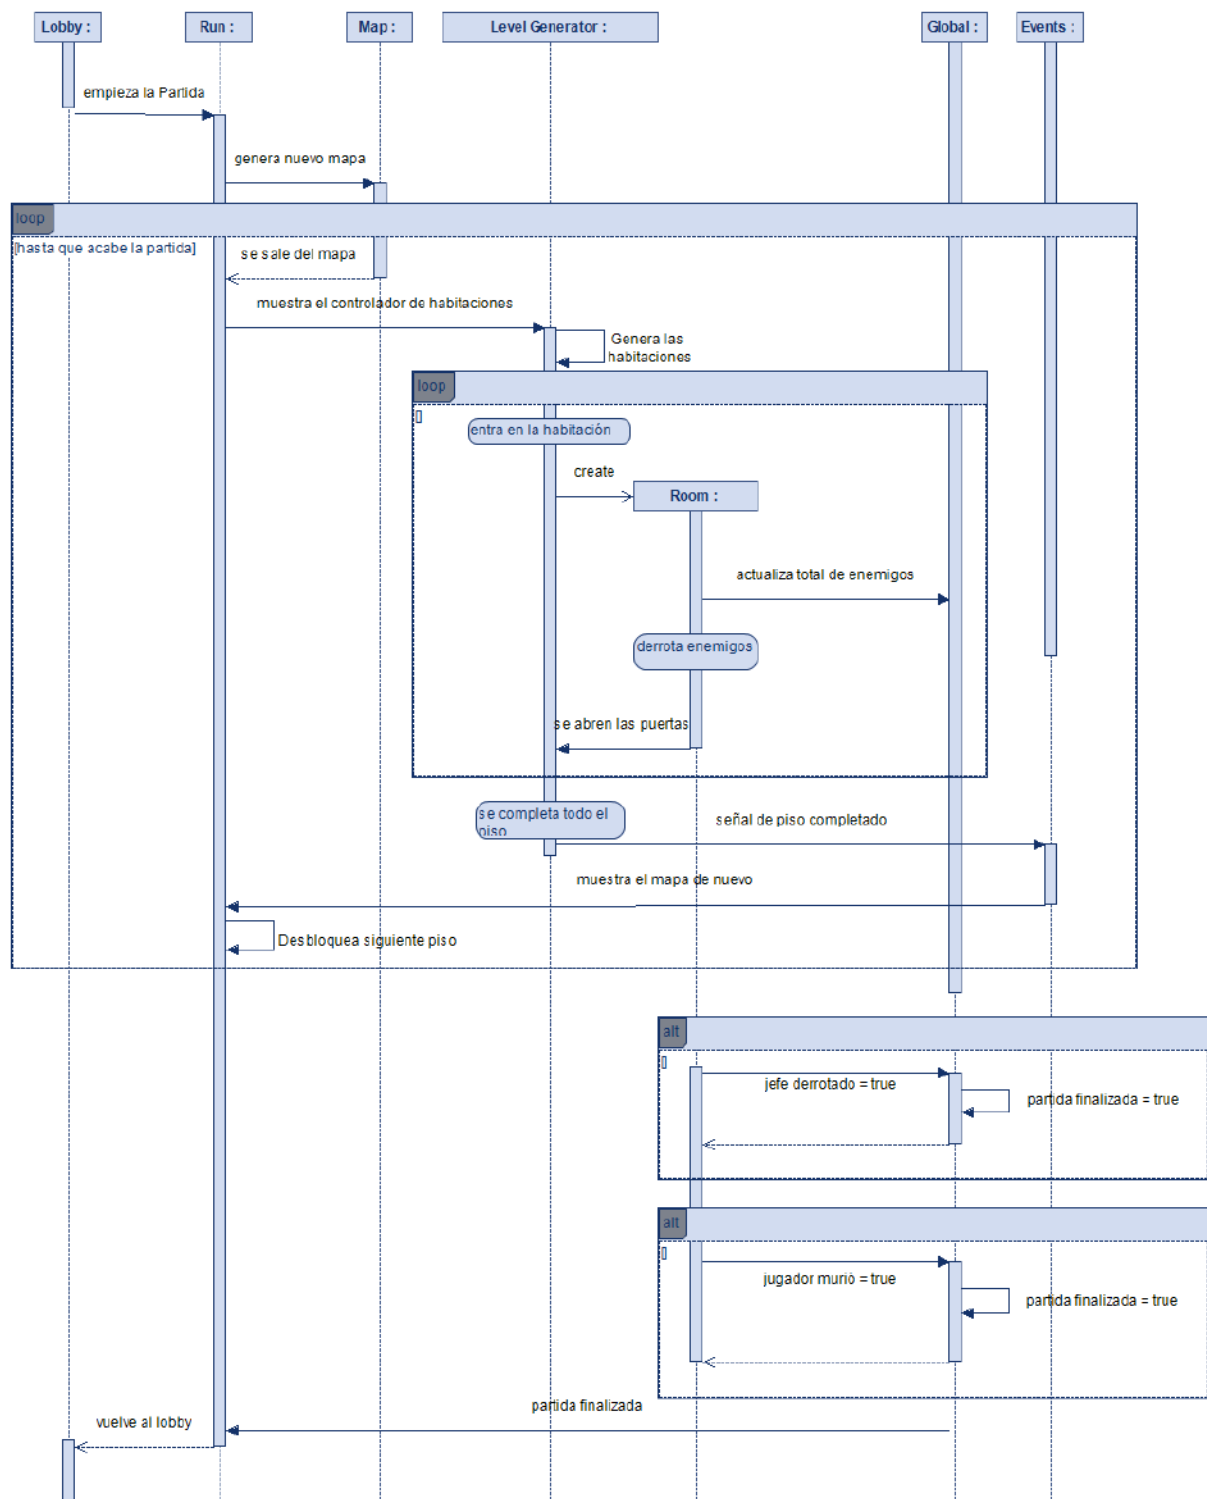 Lobby :
Run :
Map :
Level Generator :
Global :
Events :
empieza la Partida
genera nuevo mapa
loop
[hasta que acabe la partida]
se sale del mapa
muestra el controlador de habitaciones
Genera las
habitaciones
loop
[]
entra en la habitación
create
Room :
actualiza total de enemigos
derrota enemigos
se abren las puertas
se completa todo el
piso
señal de piso completado
muestra el mapa de nuevo
Desbloquea siguiente piso
alt
[]
jefe derrotado = true
partida finalizada = true
alt
[]
jugador murió = true
partida finalizada = true
partida finalizada
vuelve al lobby